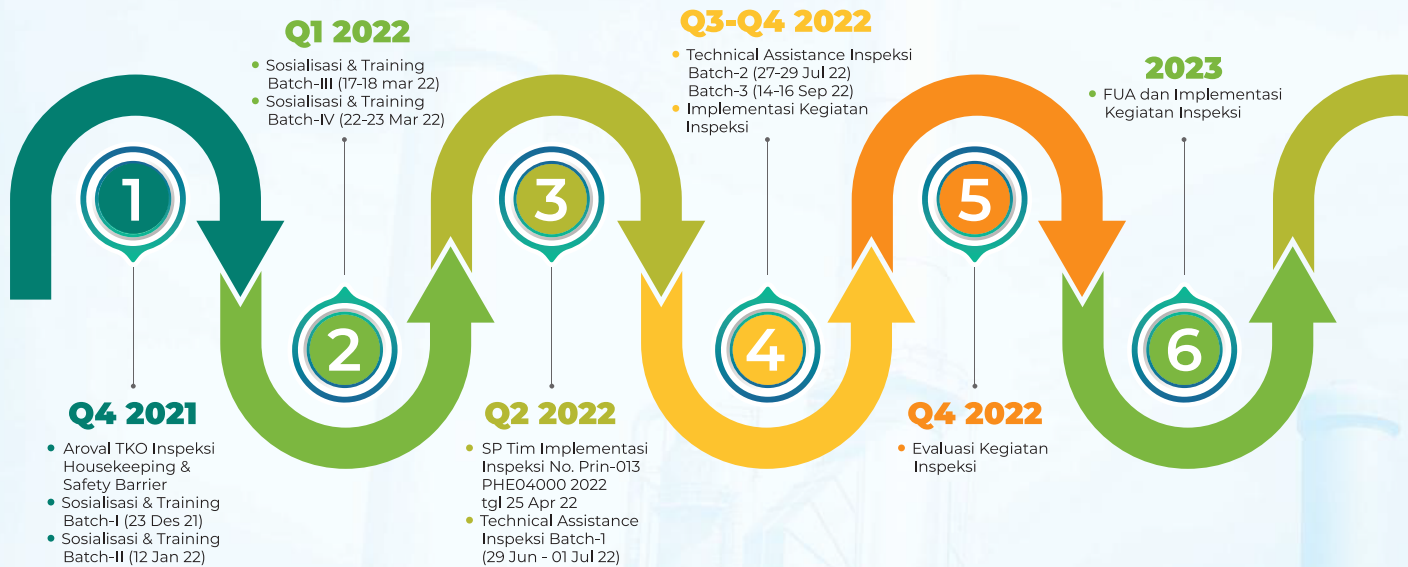 1
Q4 2021
• Aroval TKO Inspeksi
Housekeeping &
Safety Barrier
• Sosialisasi & Training
Batch-I (23 Des 21)
• Sosialisasi & Training
Batch-II (12 Jan 22)
Q1 2022
• Sosialisasi & Training
Batch-III (17-18 mar 22)
• Sosialisasi & Training
Batch-IV (22-23 Mar 22)
2
3
Q2 2022
• SP Tim Implementasi
Inspeksi No. Prin-013
PHE04000 2022
tgl 25 Apr 22
• Technical Assistance
Inspeksi Batch-1
(29 Jun - 01 Jul 22)
Q3-Q4 2022
• Technical Assistance Inspeksi
Batch-2 (27-29 Jul 22)
Batch-3 (14-16 Sep 22)
• Implementasi Kegiatan
Inspeksi
4
5
Q4 2022
• Evaluasi Kegiatan
Inspeksi
2023
• FUA dan Implementasi
Kegiatan Inspeksi
6